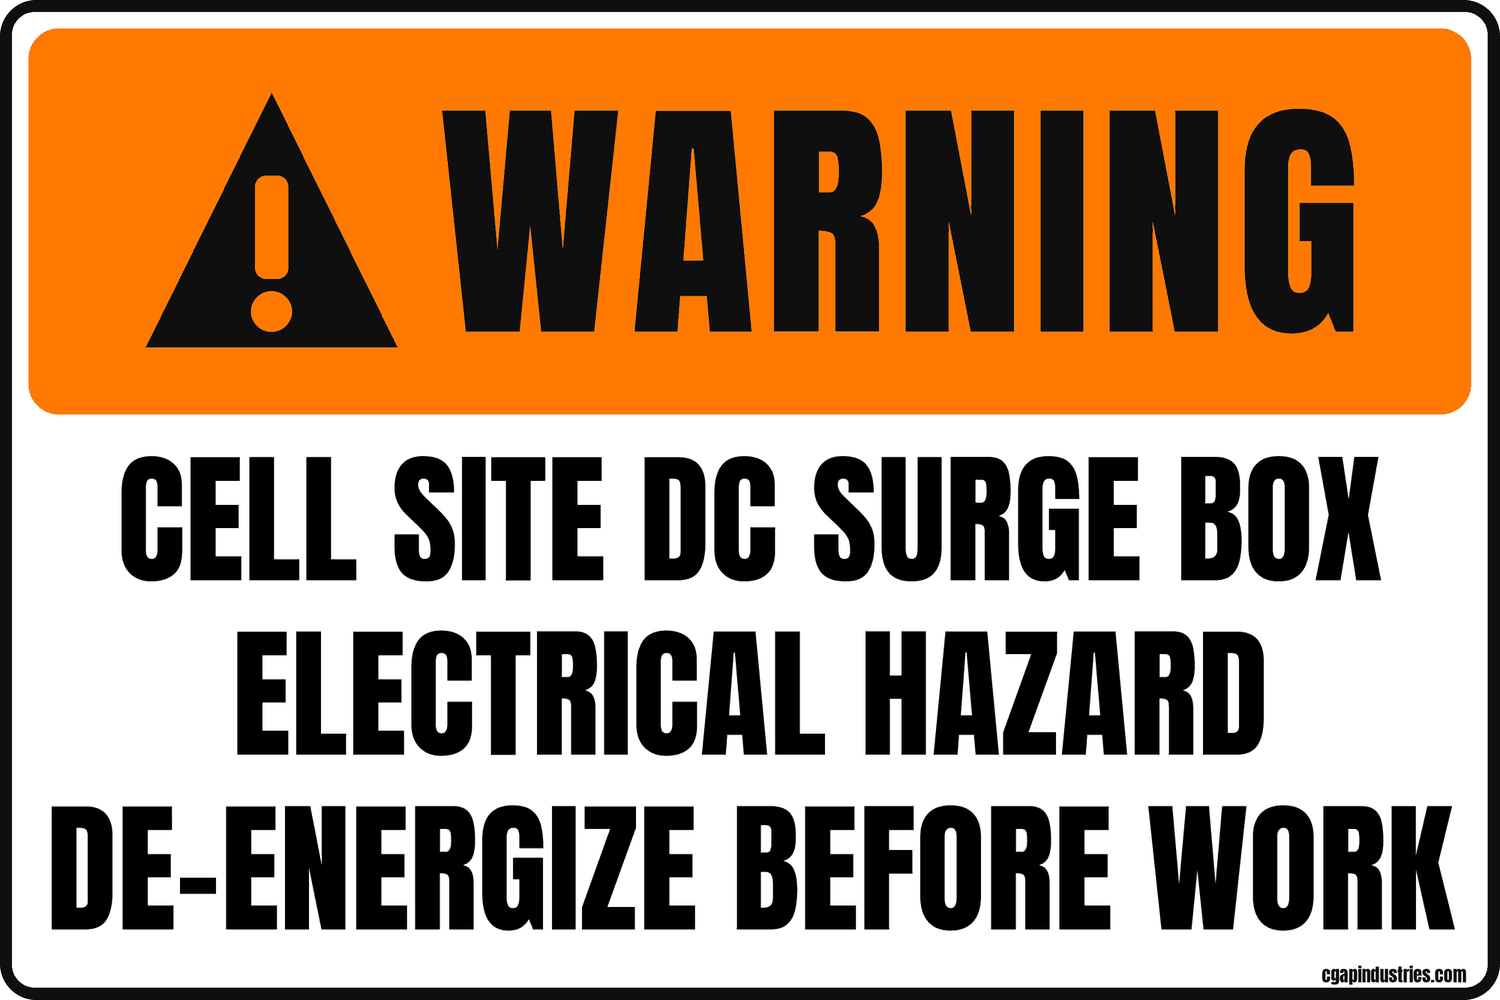 WARNING
CELL SITE DC SURGE BOX
ELECTRICAL HAZARD
DE-ENERGIZE BEFORE WORK
cgapindustries.com